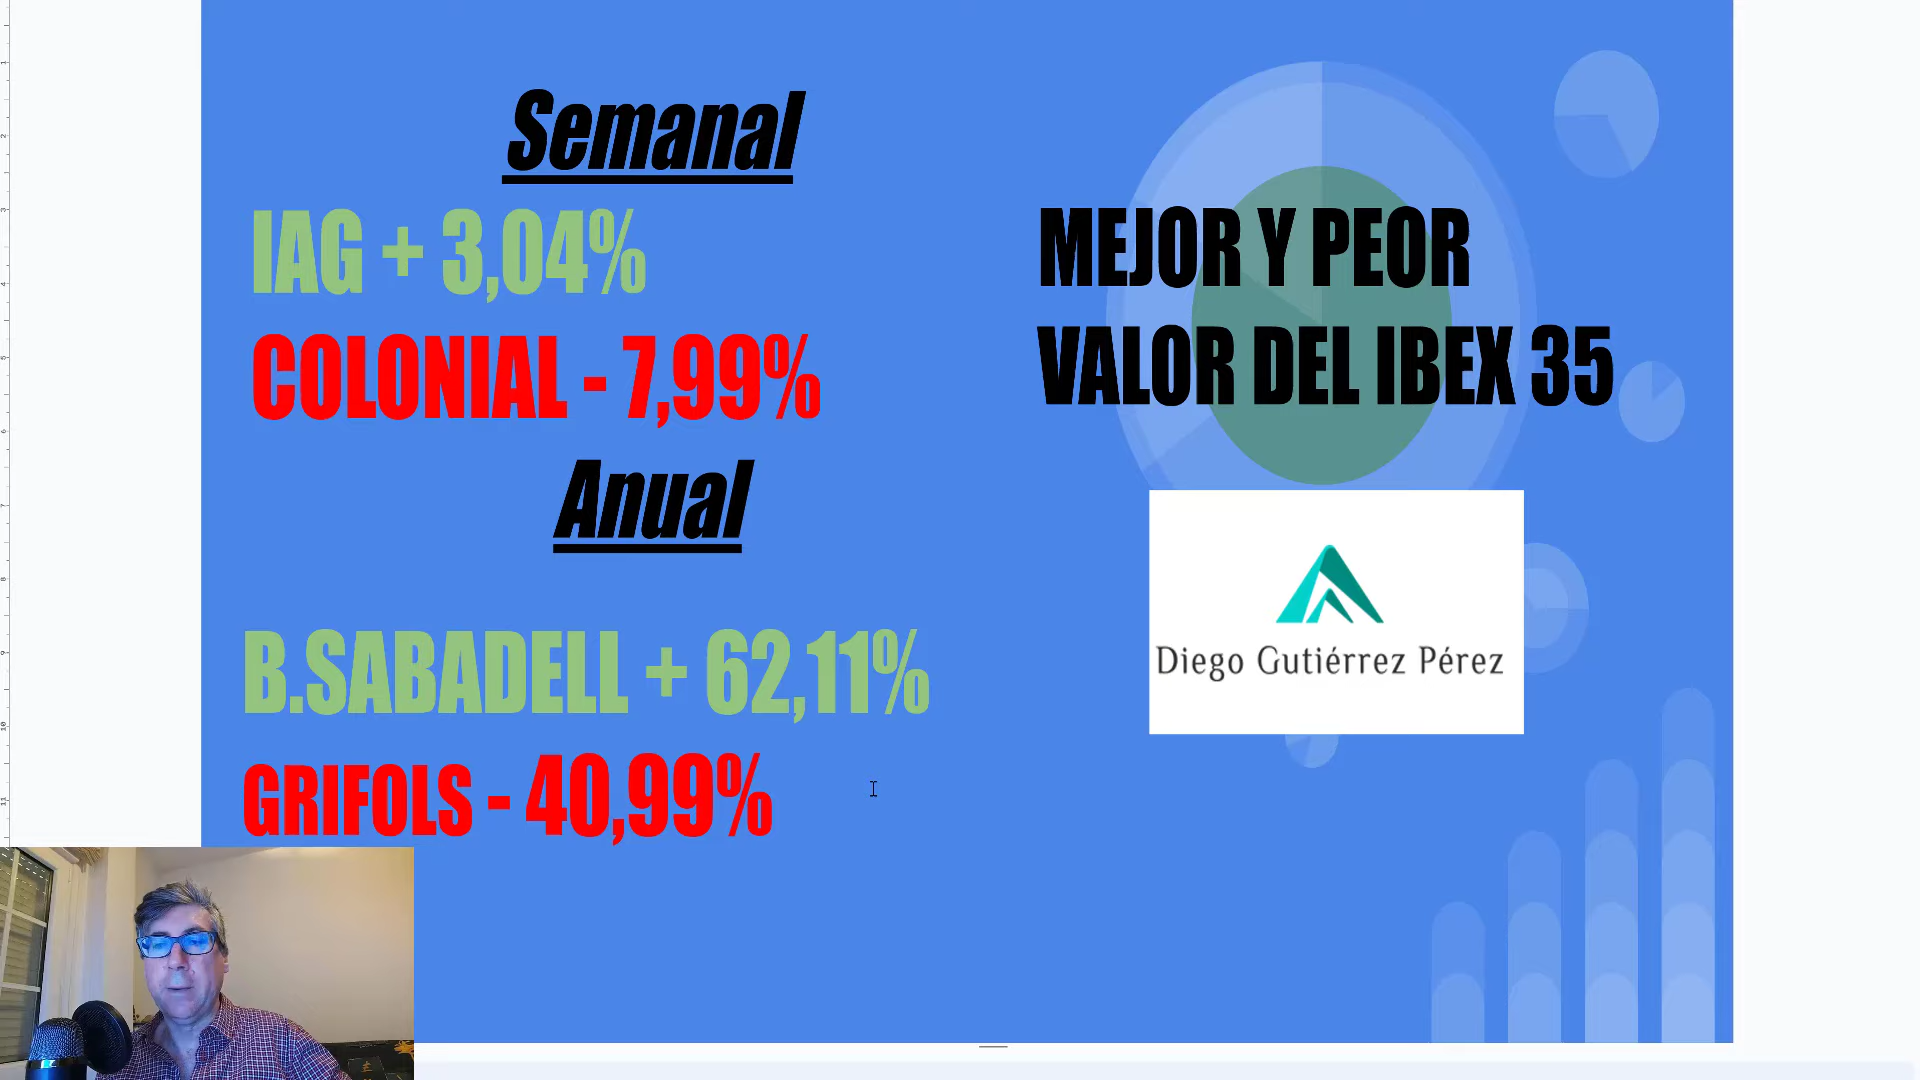 Semanal
IAG + 3,04%
COLONIAL - 7,99%
Anual
B.SABADELL + 62,11%
GRIFOLS - 40,99%
MEJOR Y PEOR
VALOR DEL IBEX 35
Diego Gutiérrez Pérez